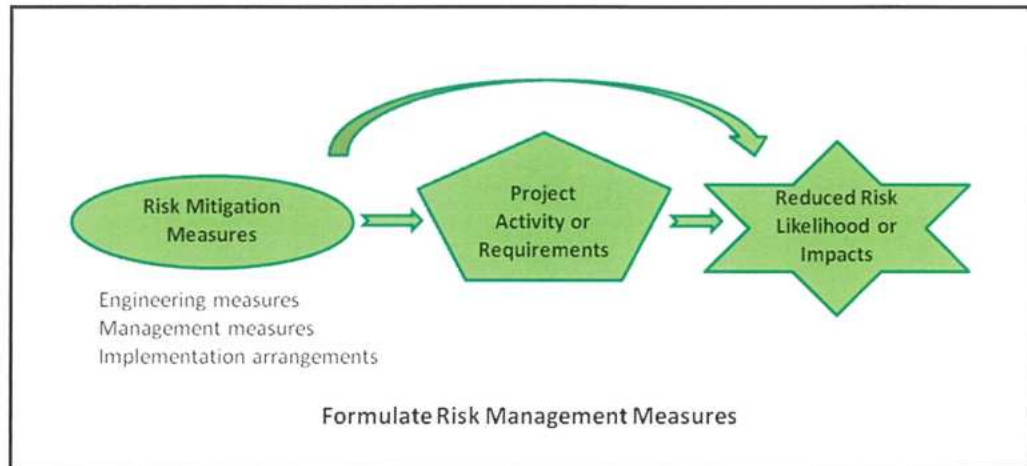 Risk Mitigation
Measures
Project
Activity or
Requirements
Reduced Risk
Likelihood or
Impacts
Engineering measures
Management measures
Implementation arrangements
Formulate Risk Management Measures